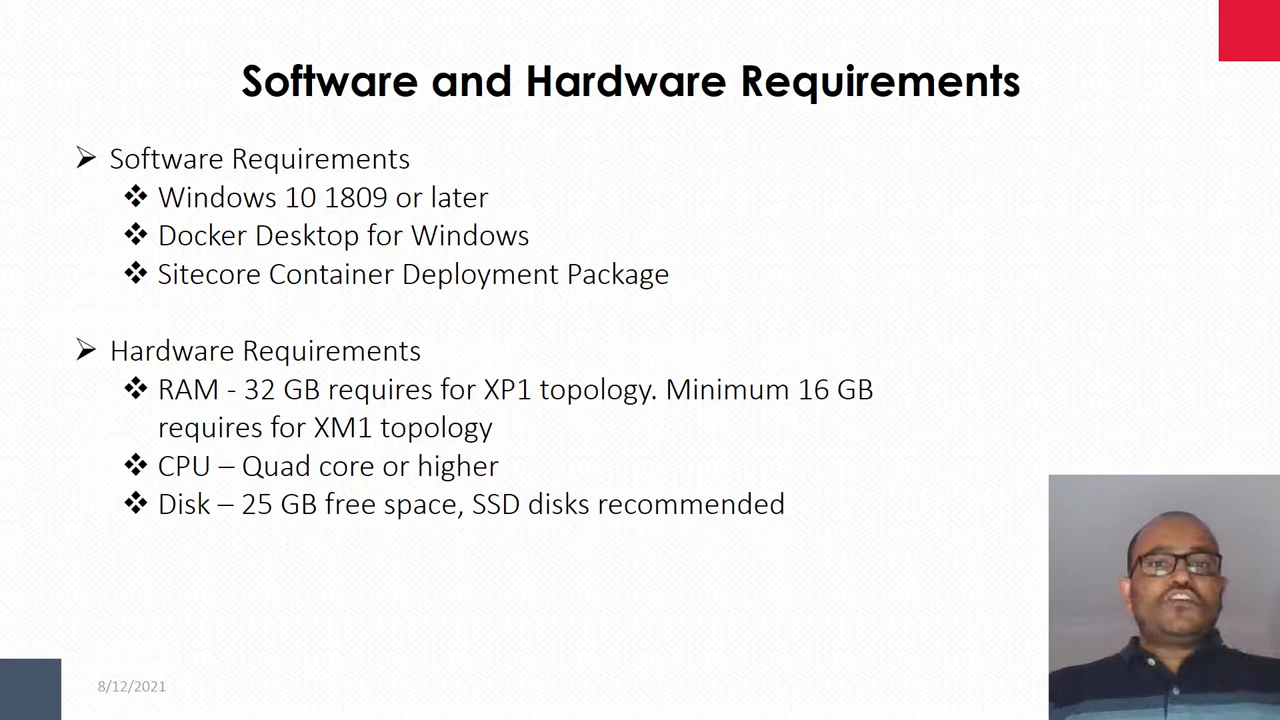 Software and Hardware Requirements
Software Requirements
Windows 10 1809 or later
Docker Desktop for Windows
Sitecore Container Deployment Package
Hardware Requirements
RAM - 32 GB requires for XP1 topology. Minimum 16 GB
requires for XM1 topology
CPU – Quad core or higher
Disk – 25 GB free space, SSD disks recommended
8/12/2021